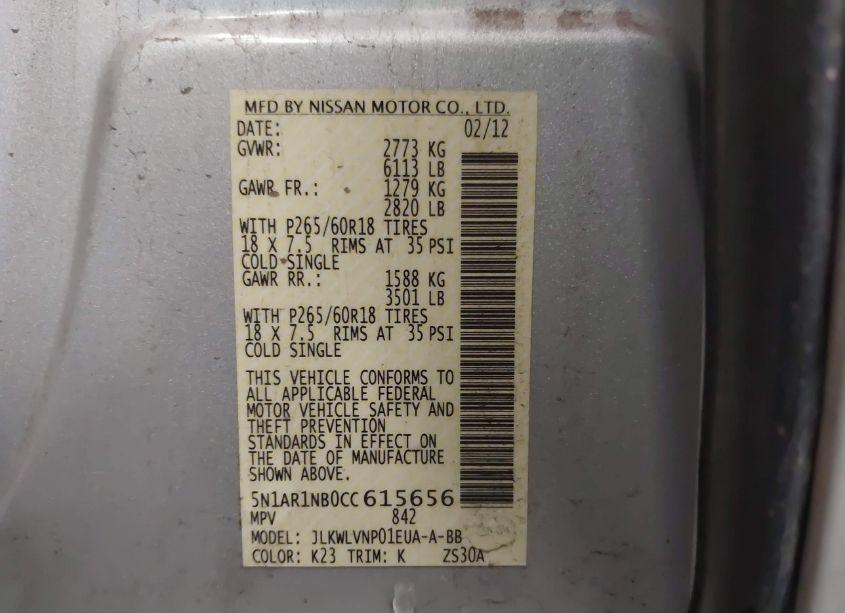 MFD BY NISSAN MOTOR CO., LTD.
DATE: 02/12
GVWR: 2773 KG
6113 LB
GAWR FR.: 1279 KG
2820 LB
WITH P265/60R18 TIRES
18 X 7.5 RIMS AT 35 PSI
COLD SINGLE
GAWR RR.: 1588 KG
3501 LB
WITH P265/60R18 TIRES
18 X 7.5 RIMS AT 35 PSI
COLD SINGLE
THIS VEHICLE CONFORMS TO
ALL APPLICABLE FEDERAL
MOTOR VEHICLE SAFETY AND
THEFT PREVENTION
STANDARDS IN EFFECT ON
THE DATE OF MANUFACTURE
SHOWN ABOVE.
5N1AR1NB0CC615656
MPV 842
MODEL: JLKWLVNP01EUA-A-BB
COLOR: K23 TRIM: K ZS30A